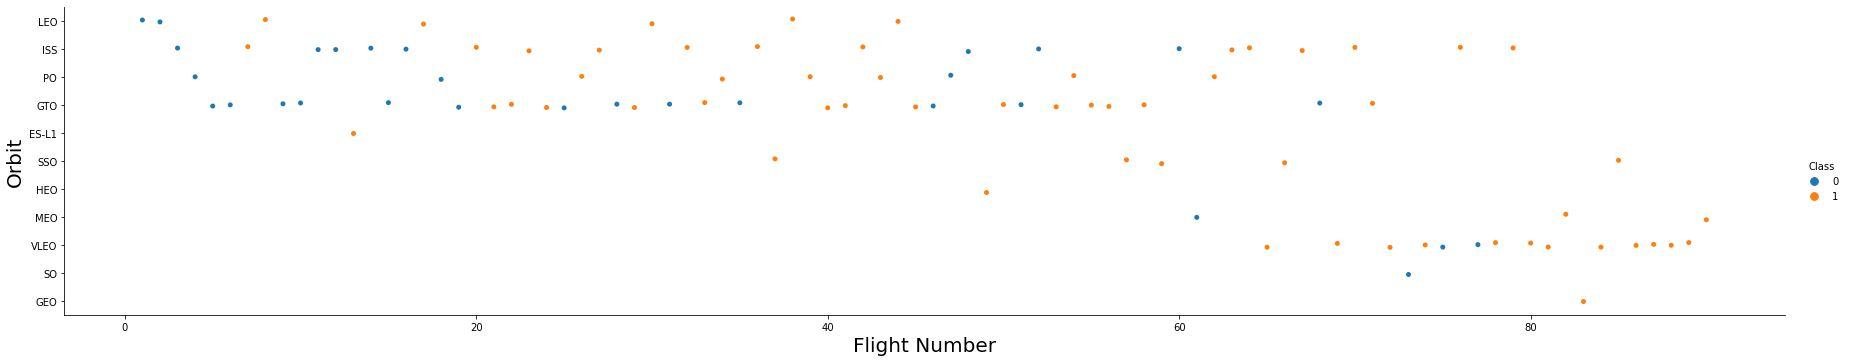 LEO
ISS
PO
GTO
ES-L1
SSO
HEO
MEO
VLEO
SO
GEO
Orbit
0
20
40
60
80
Flight Number
Class
0
1